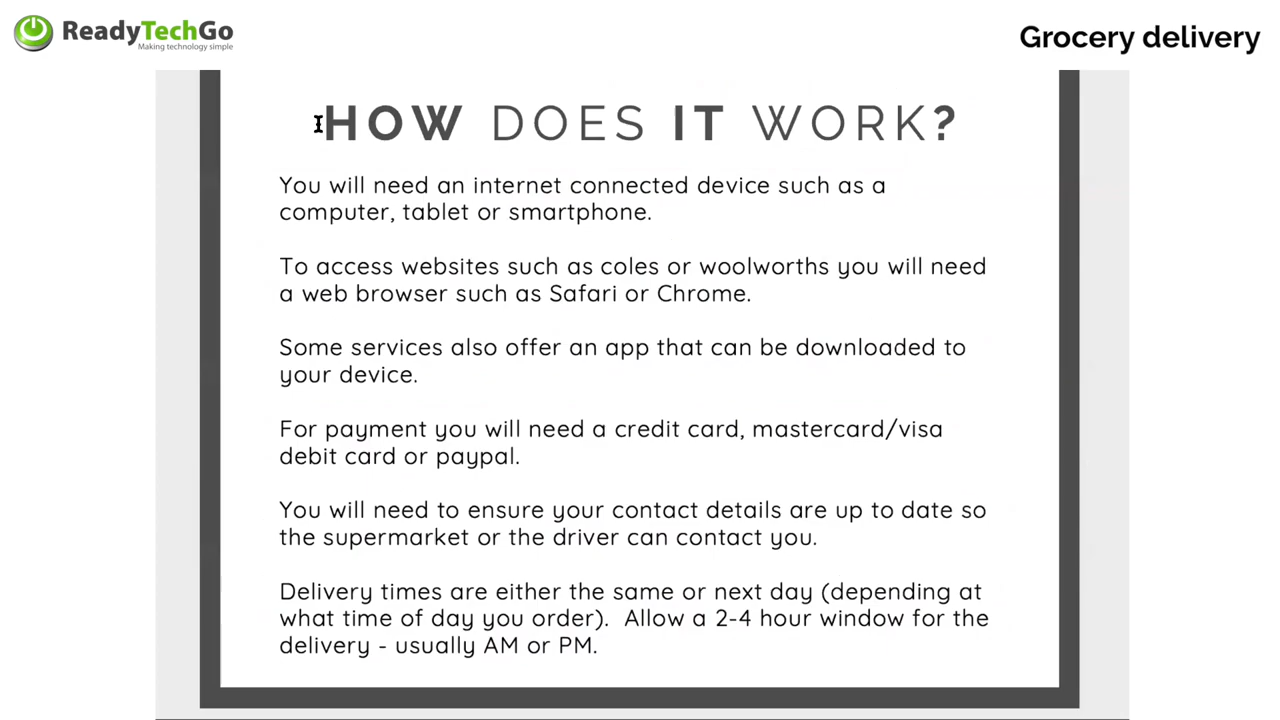 ReadyTechGo
Making technology simple
Grocery delivery
HOW DOES IT WORK?
You will need an internet connected device such as a
computer, tablet or smartphone.
To access websites such as coles or woolworths you will need
a web browser such as Safari or Chrome.
Some services also offer an app that can be downloaded to
your device.
For payment you will need a credit card, mastercard/visa
debit card or paypal.
You will need to ensure your contact details are up to date so
the supermarket or the driver can contact you.
Delivery times are either the same or next day (depending at
what time of day you order).  Allow a 2-4 hour window for the
delivery - usually AM or PM.